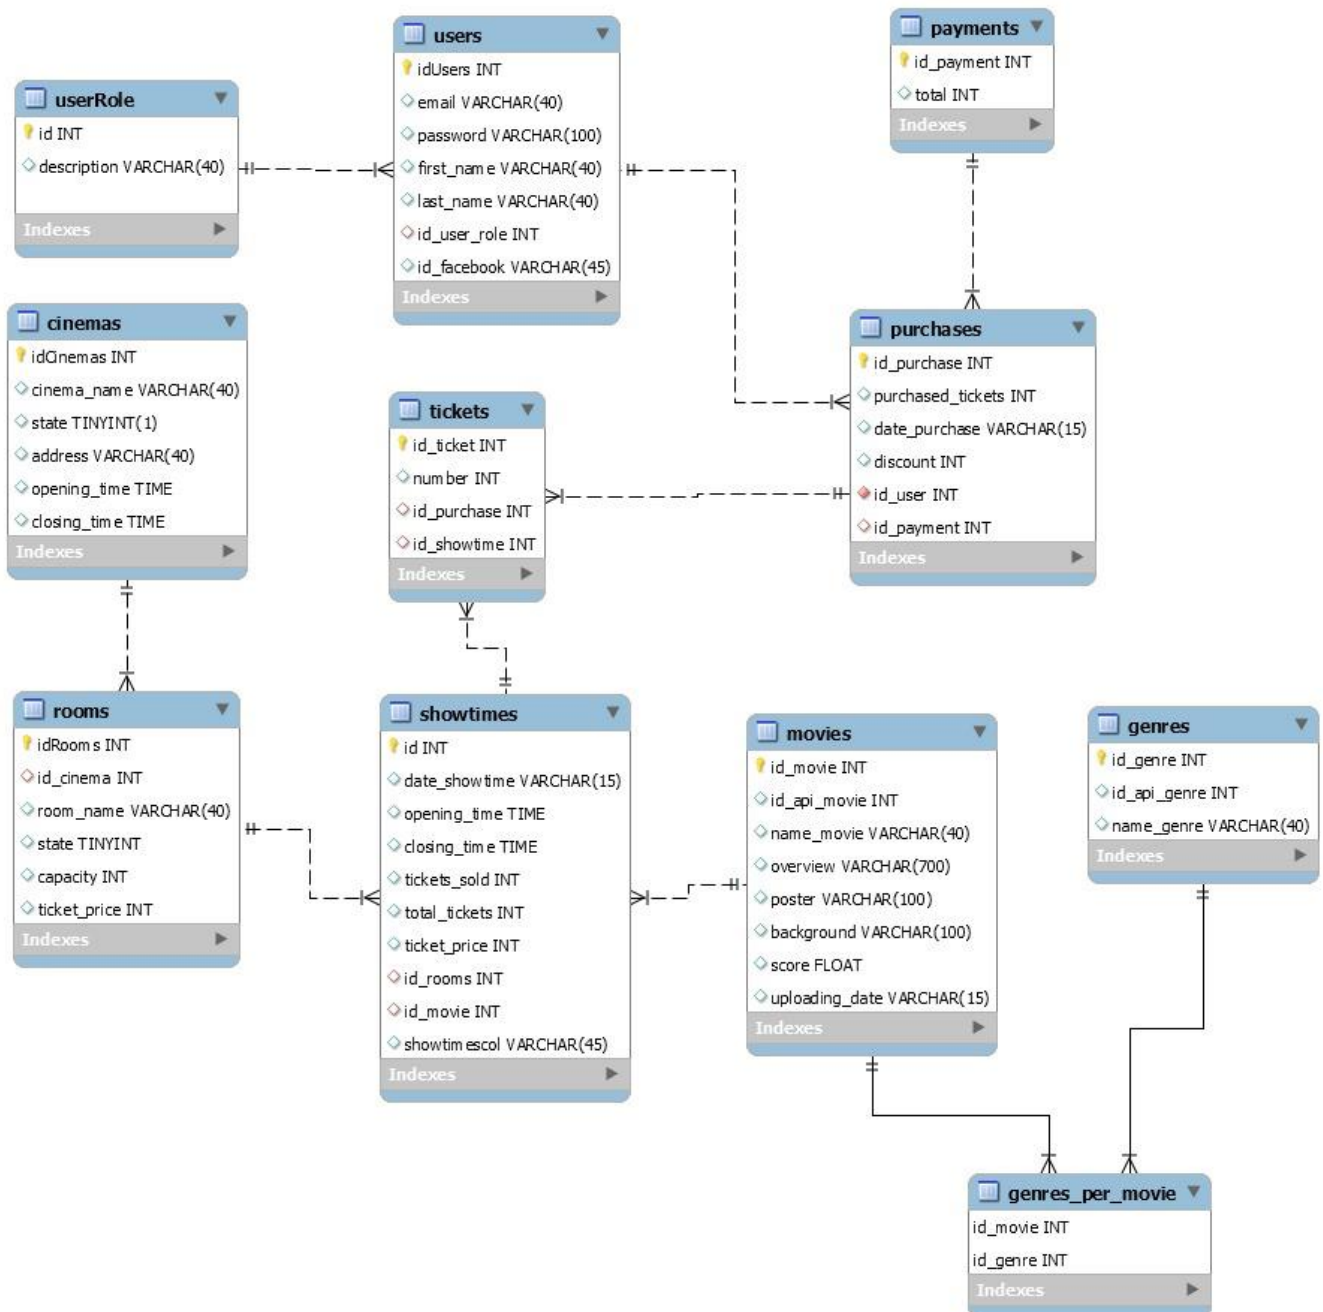 userRole
id INT
description VARCHAR(40)
Indexes
users
idUsers INT
email VARCHAR(40)
password VARCHAR(100)
first_name VARCHAR(40)
last_name VARCHAR(40)
id_user_role INT
id_facebook VARCHAR(45)
Indexes
payments
id_payment INT
total INT
Indexes
cinemas
idCinemas INT
cinema_name VARCHAR(40)
state TINYINT(1)
address VARCHAR(40)
opening_time TIME
closing_time TIME
Indexes
tickets
id_ticket INT
number INT
id_purchase INT
id_showtime INT
Indexes
purchases
id_purchase INT
purchased_tickets INT
date_purchase VARCHAR(15)
discount INT
id_user INT
id_payment INT
Indexes
rooms
idRooms INT
id_cinema INT
room_name VARCHAR(40)
state TINYINT
capacity INT
ticket_price INT
Indexes
showtimes
id INT
date_showtime VARCHAR(15)
opening_time TIME
closing_time TIME
tickets_sold INT
total_tickets INT
ticket_price INT
id_rooms INT
id_movie INT
showtimescol VARCHAR(45)
Indexes
movies
id_movie INT
id_api_movie INT
name_movie VARCHAR(40)
overview VARCHAR(700)
poster VARCHAR(100)
background VARCHAR(100)
score FLOAT
uploading_date VARCHAR(15)
Indexes
genres
id_genre INT
id_api_genre INT
name_genre VARCHAR(40)
Indexes
genres_per_movie
id_movie INT
id_genre INT
Indexes